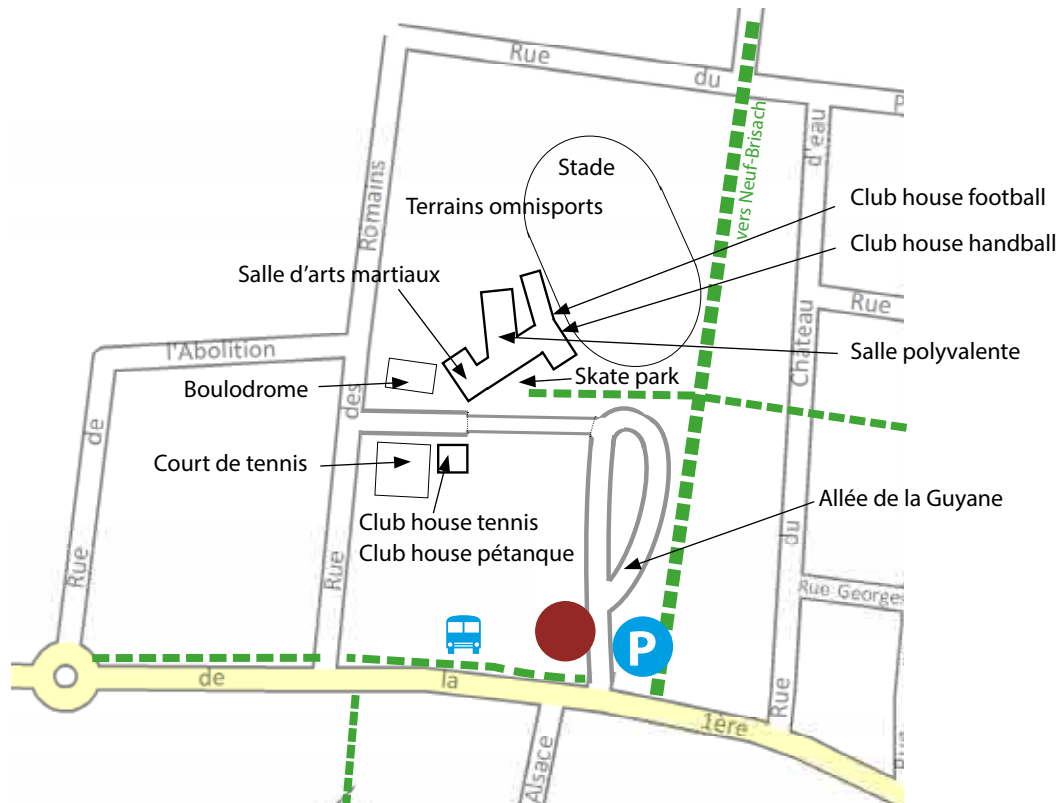 Rue
du
P
d'eau
Stade
vers Neuf-Brisach
Romains
Terrains omnisports
Club house football
Club house handball
Salle d'arts martiaux
Rue
l'Abolition
Château
Salle polyvalente
Skate park
Boulodrome
des
de
Court de tennis
Allée de la Guyane
Club house tennis
Club house pétanque
du
Rue
Rue
Rue Georges
P
de
la
1ère
Rue
Rue
Alsace